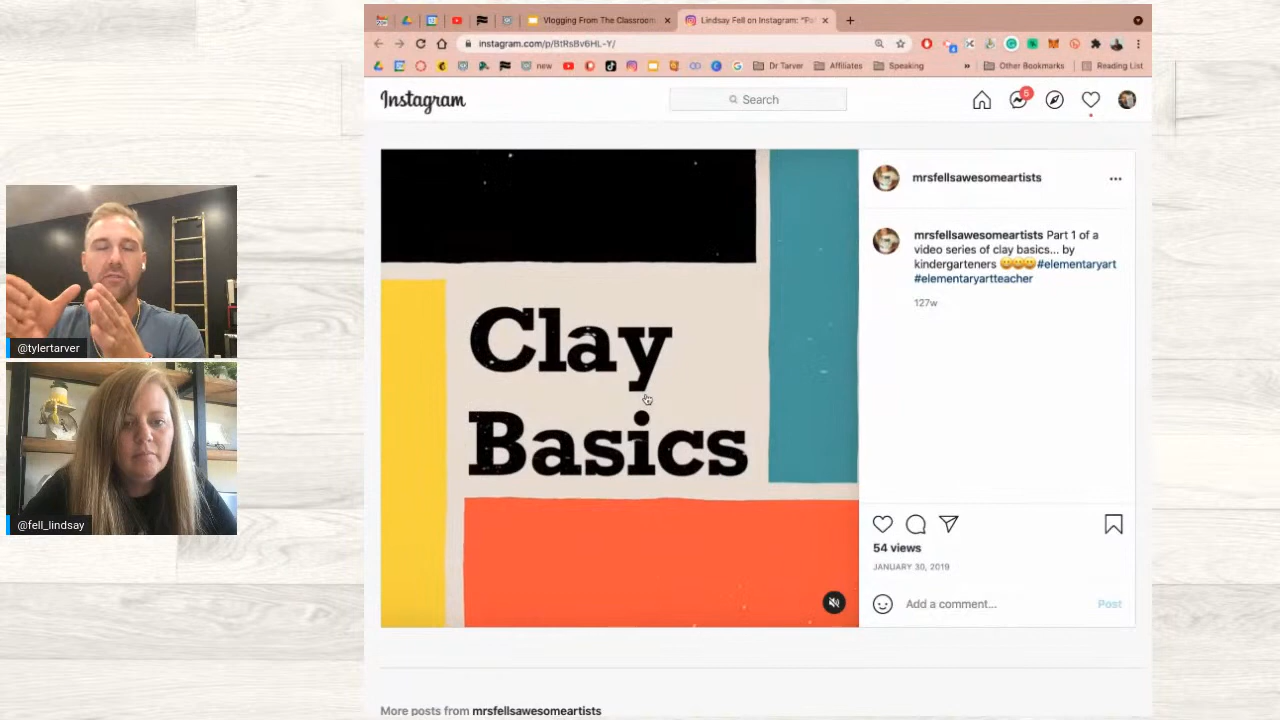 Vlogging From The Classroom
Lindsay Fell on Instagram: "Pa
instagram.com/p/BtRsBv6HL-Y/
new
Dr Tarver
Affiliates
Speaking
»
Other Bookmarks
Reading List
Instagram
Search
5
mrsfellsawesomeartists
mrsfellsawesomeartists Part 1 of a
video series of clay basics... by
kindergarteners #elementaryart
#elementaryartteacher
127w
Clay
Basics
54 views
JANUARY 30, 2019
Add a comment...
Post
More posts from mrsfellsawesomeartists
@tylertarver
@fell_lindsay